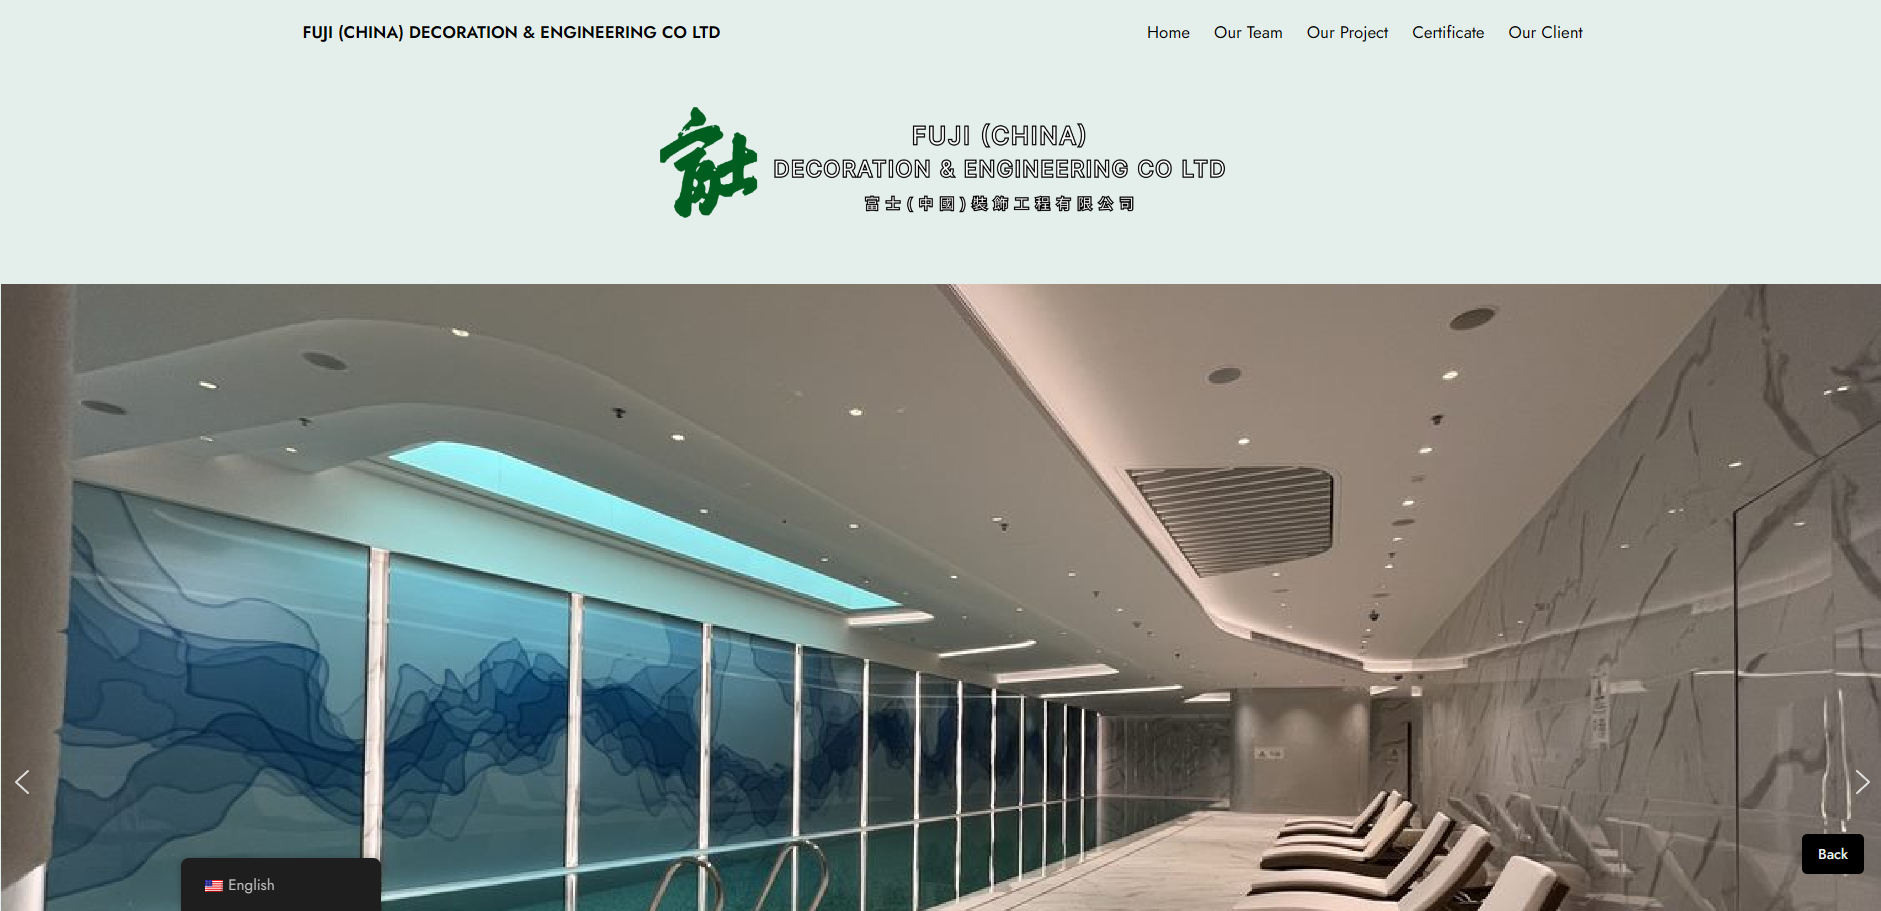 FUJI (CHINA) DECORATION & ENGINEERING CO LTD
Home Our Team Our Project Certificate Our Client
FUJI (CHINA)
DECORATION & ENGINEERING CO LTD
富士(中國)裝飾工程有限公司
Back
English